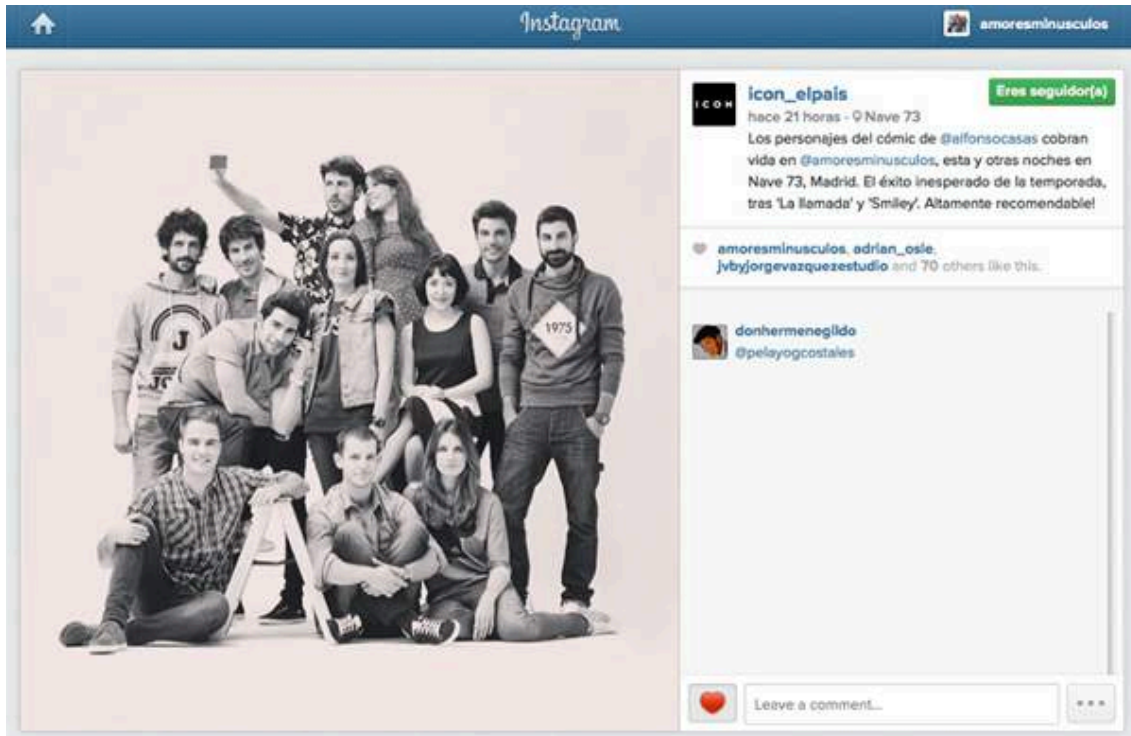 Instagram
amoresminusculos
ICON
icon_elpais
Eres seguidor(a)
hace 21 horas - Nave 73
Los personajes del cómic de @alfonsocasas cobran
vida en @amoresminusculos, esta y otras noches en
Nave 73, Madrid. El éxito inesperado de la temporada,
tras 'La llamada' y 'Smiley'. Altamente recomendable!
amoresminusculos, adrian_osle,
jvbyjorgevazquezestudio and 70 others like this.
donhermenegildo
@pelayogcostales
J
JO
1975
Leave a comment...